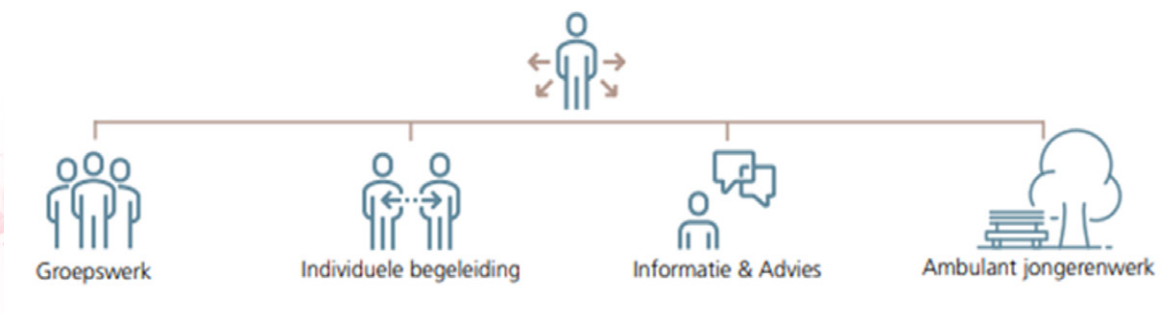 Groepswerk
Individuele begeleiding
Informatie & Advies
Ambulant jongerenwerk